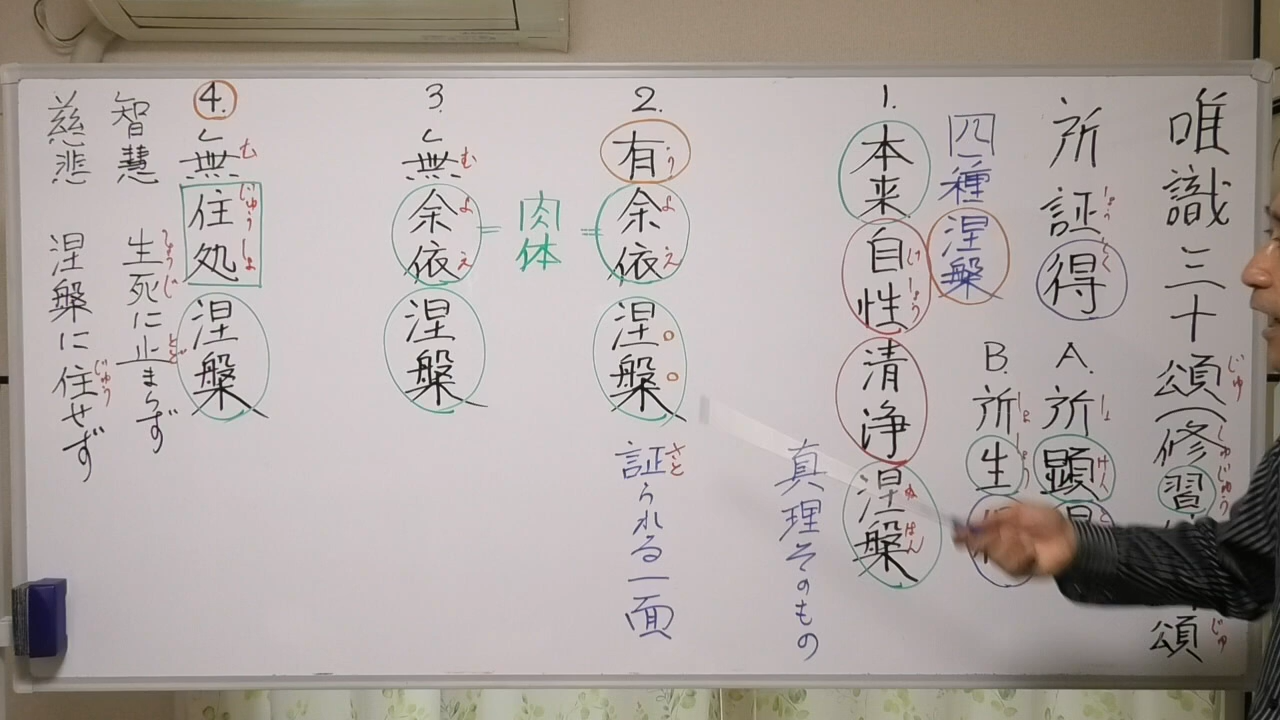 唯識三十頌(修習
頌
所証得
A. 所顕
B. 所生
四種涅槃
1. 本来自性清浄涅槃
真理そのもの
2. 有余依涅槃
証られる一面
肉体
3. 無余依涅槃
4. 無住処涅槃
智慧 生死に止まらず
慈悲 涅槃に住せず